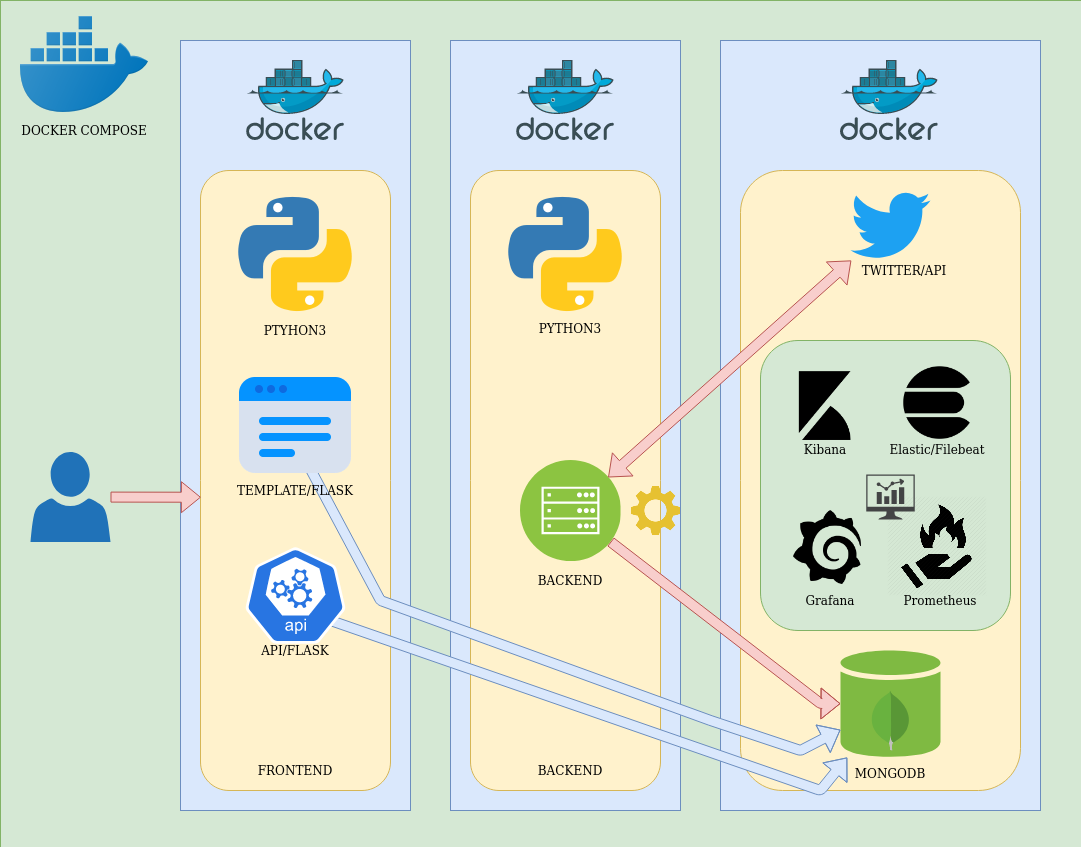 DOCKER COMPOSE
docker
PTYHON3
TEMPLATE/FLASK
api
API/FLASK
FRONTEND
docker
PYTHON3
BACKEND
BACKEND
docker
TWITTER/API
Kibana
Elastic/Filebeat
Grafana
Prometheus
MONGODB